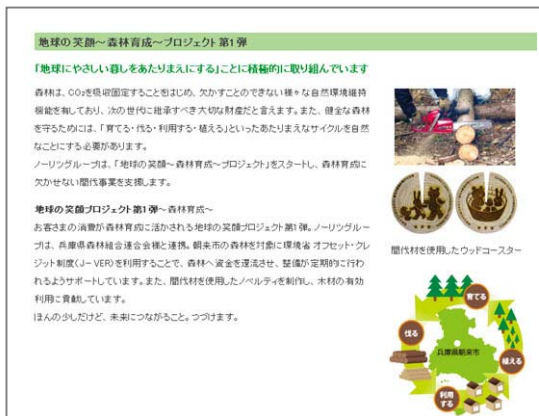 地球の笑顔～森林育成～プロジェクト 第1弾
「地球にやさしい暮しをあたりまえにする」ことに積極的に取り組んでいます
森林は、CO₂を吸収固定することをはじめ、欠かすことのできない様々な自然環境維持
機能を有しており、次の世代に継承すべき大切な財産だと言えます。また、健全な森林
を守るためには、「育てる・伐る・利用する・植える」といったあたりまえなサイクルを自然
なことにする必要があります。
ノーリツグループは、「地球の笑顔～森林育成～プロジェクト」をスタートし、森林育成に
欠かせない間伐事業を支援します。
地球の笑顔プロジェクト第1弾～森林育成～
お客さまの消費が森林育成に活かされる地球の笑顔プロジェクト第1弾。ノーリツグルー
プは、兵庫県森林組合連合会様と連携。朝来市の森林を対象に環境省 オフセット・クレ
ジット制度(J－VER)を利用することで、森林へ資金を還流させ、整備が定期的に行わ
れるようサポートしています。また、間伐材を使用したノベルティを制作し、木材の有効
利用に貢献しています。
ほんの少しだけど、未来につながること。つづけます。
間伐材を使用したウッドコースター
育てる
伐る
兵庫県朝来市
植える
利用
する